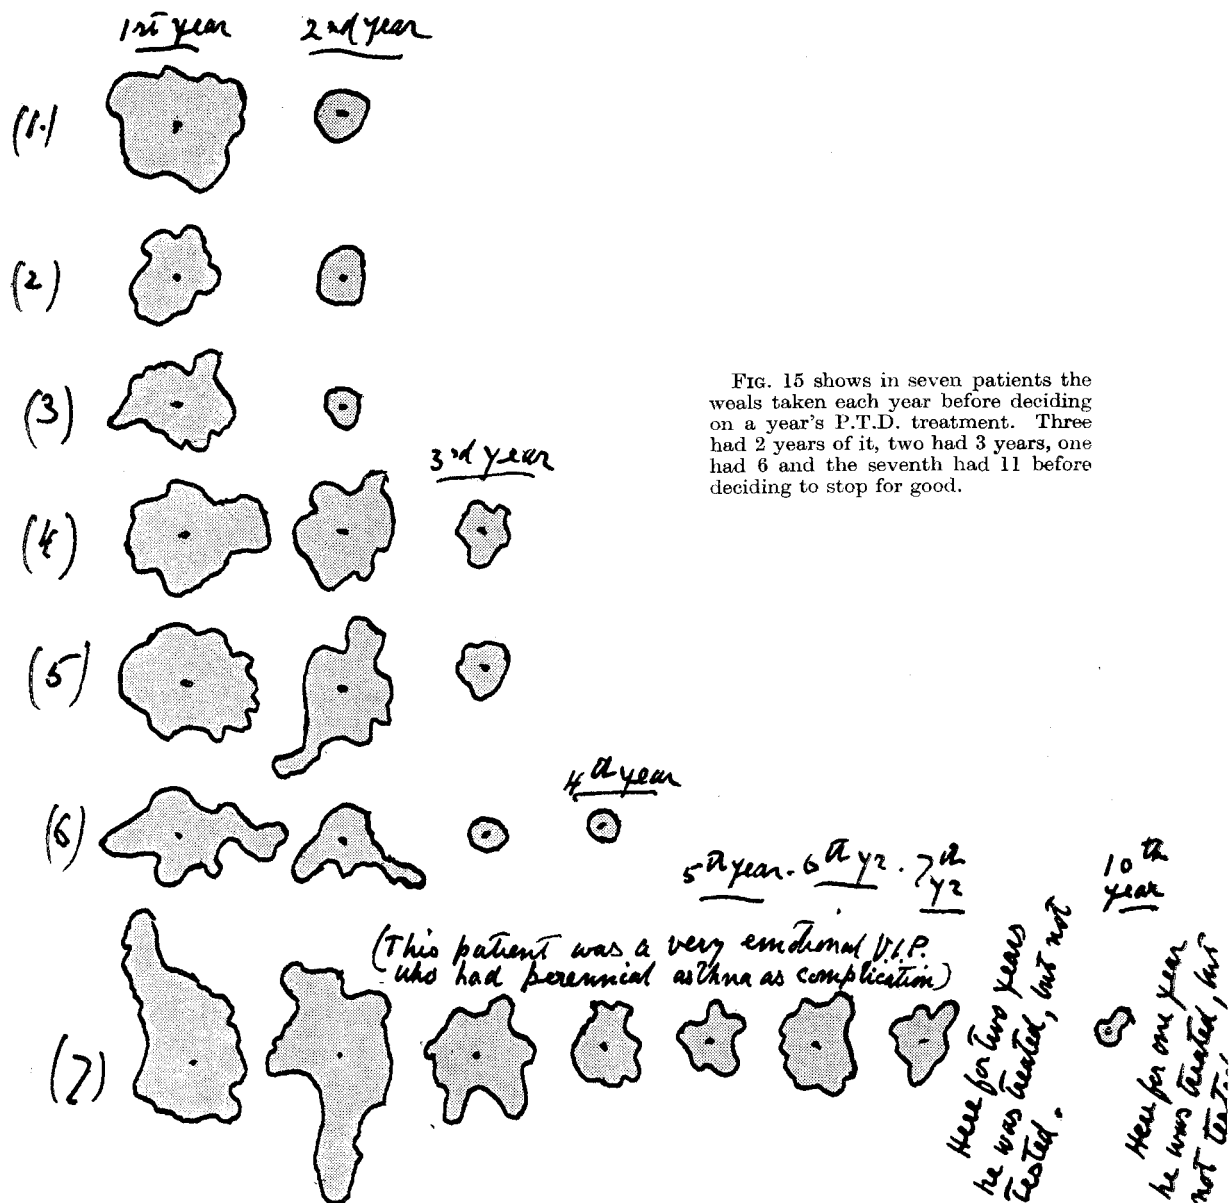 1st year 2nd year
(1.)
(2)
(3)
FIG. 15 shows in seven patients the
weals taken each year before deciding
on a year's P.T.D. treatment. Three
had 2 years of it, two had 3 years, one
had 6 and the seventh had 11 before
deciding to stop for good.
3rd year
(4)
(5)
4th year
(6)
5th year. 6th yr. 7th
yr
10th
year
(This patient was a very emotional V.I.P.
who had perennial asthma as complication)
(7)
Here for two years
he was treated, but not
tested.
Here for one year
he was treated, but
not tested